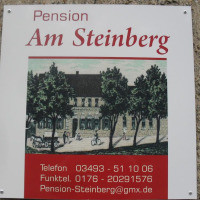 Pension
Am Steinberg
Telefon 03493 - 51 10 06
Funktel. 0176 - 20291576
Pension-Steinberg@gmx.de